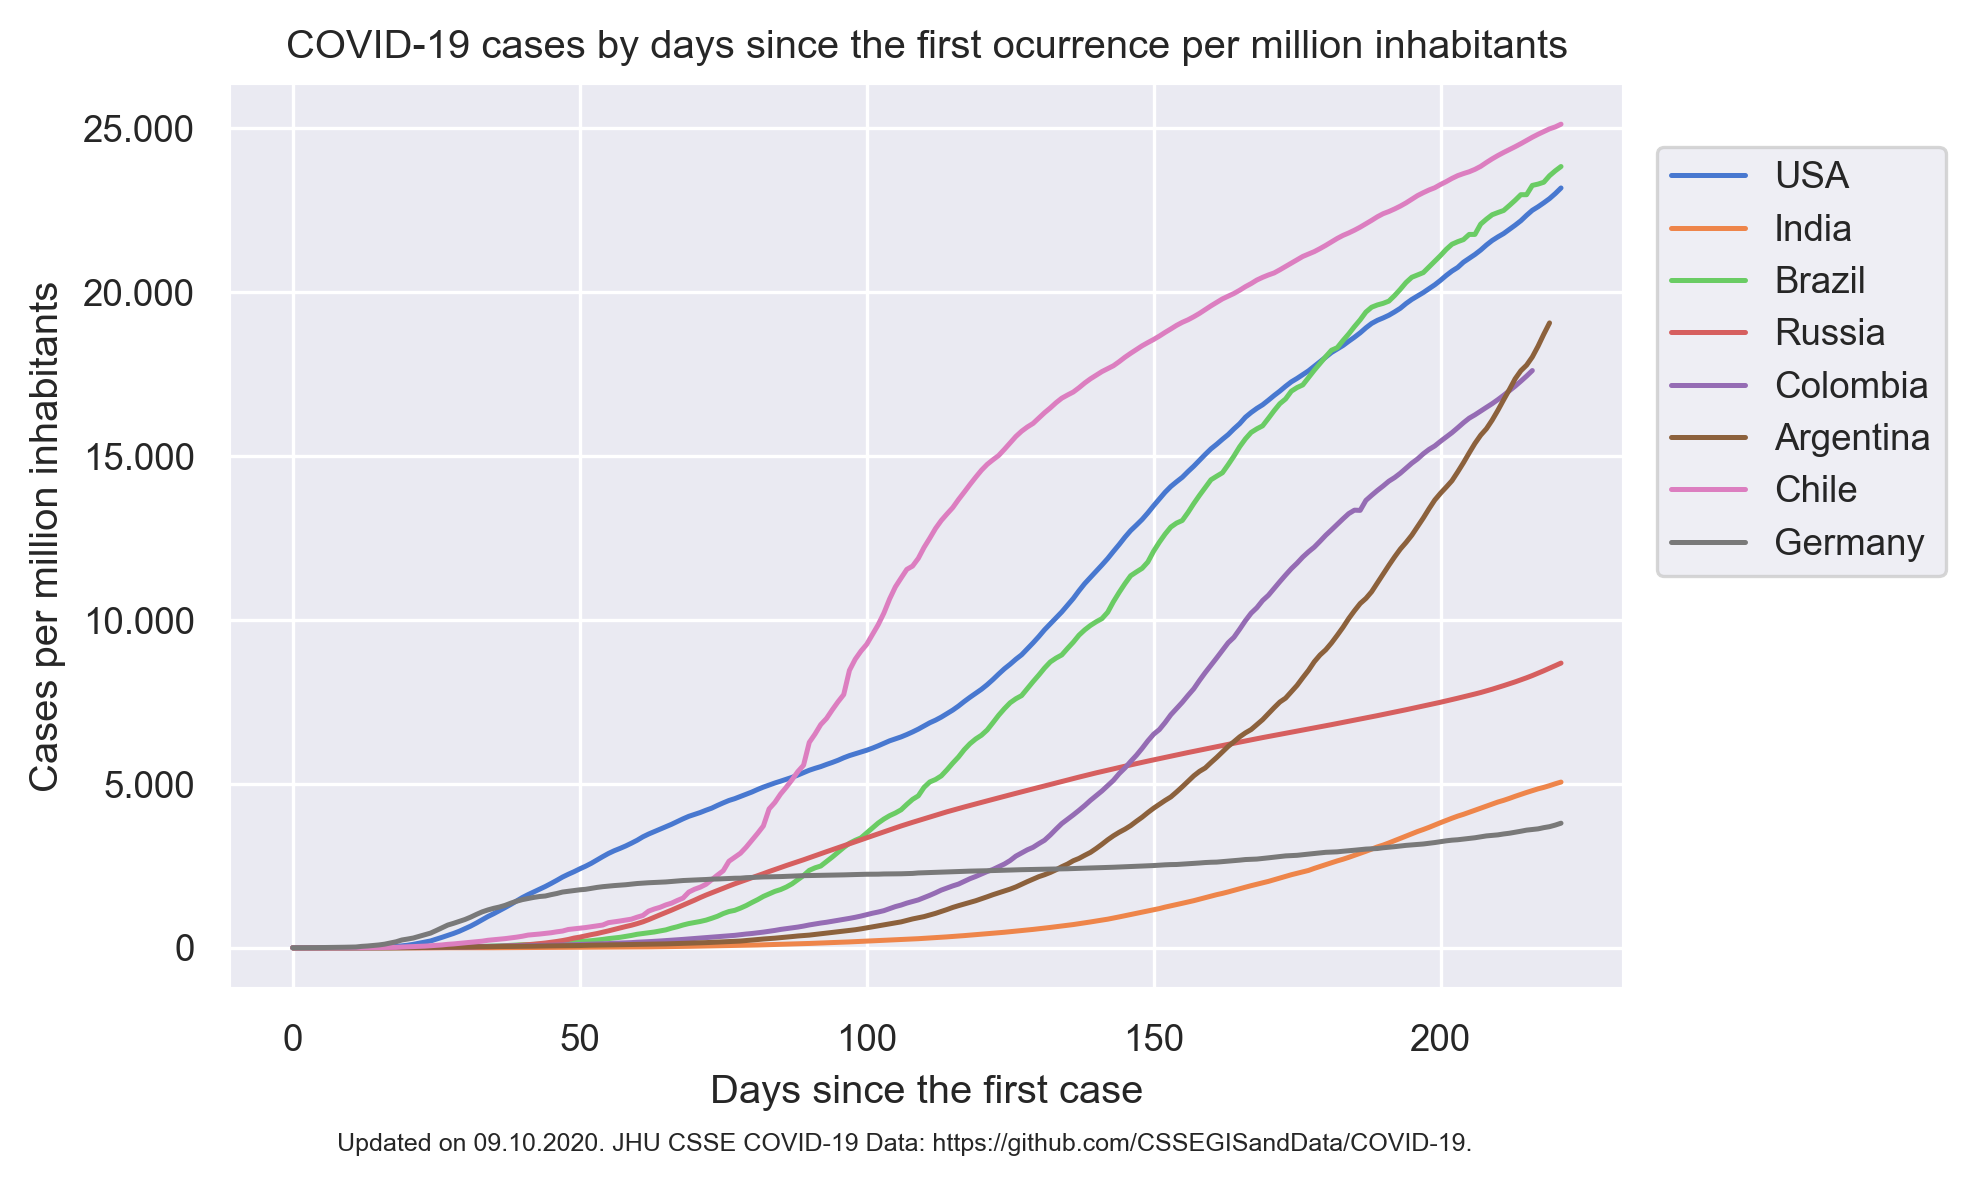 COVID-19 cases by days since the first ocurrence per million inhabitants
Cases per million inhabitants
25.000
20.000
15.000
10.000
5.000
0
0 50 100 150 200
Days since the first case
USA
India
Brazil
Russia
Colombia
Argentina
Chile
Germany
Updated on 09.10.2020. JHU CSSE COVID-19 Data: https://github.com/CSSEGISandData/COVID-19.